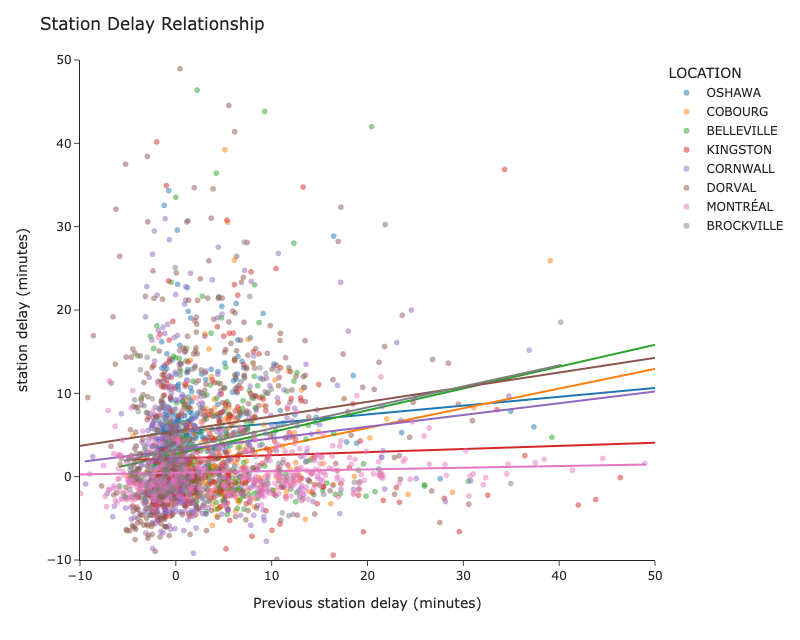 Station Delay Relationship
50
40
30
20
10
0
−10
station delay (minutes)
−10
0
10
20
30
40
50
Previous station delay (minutes)
LOCATION
OSHAWA
COBOURG
BELLEVILLE
KINGSTON
CORNWALL
DORVAL
MONTRÉAL
BROCKVILLE